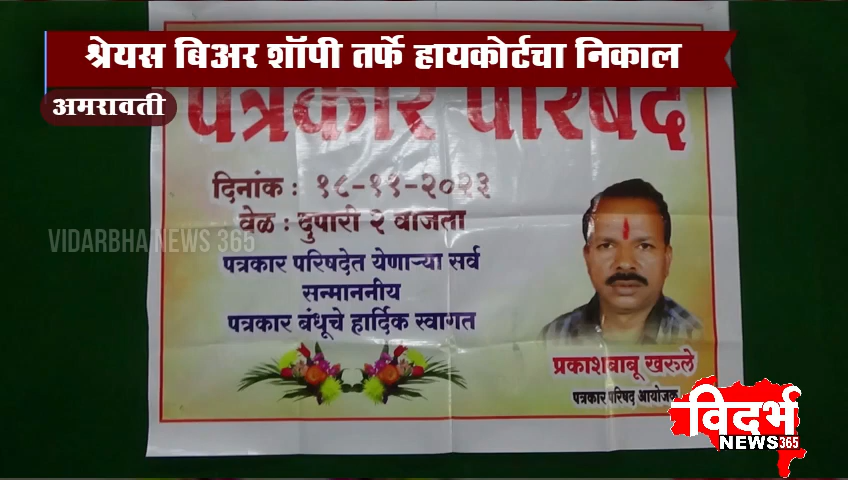 श्रेयस बिअर शॉपी तर्फे हायकोर्टचा निकाल
अमरावती
पत्रकार परिषद
दिनांक : १८-११-२०२३
वेळ : दुपारी २ वाजता
VIDARBHA NEWS 365
पत्रकार परिषदेत येणाऱ्या सर्व
सन्माननीय
पत्रकार बंधूचे हार्दिक स्वागत
प्रकाशबाबू खरुले
पत्रकार परिषद आयोजक
विदर्भ
NEWS365